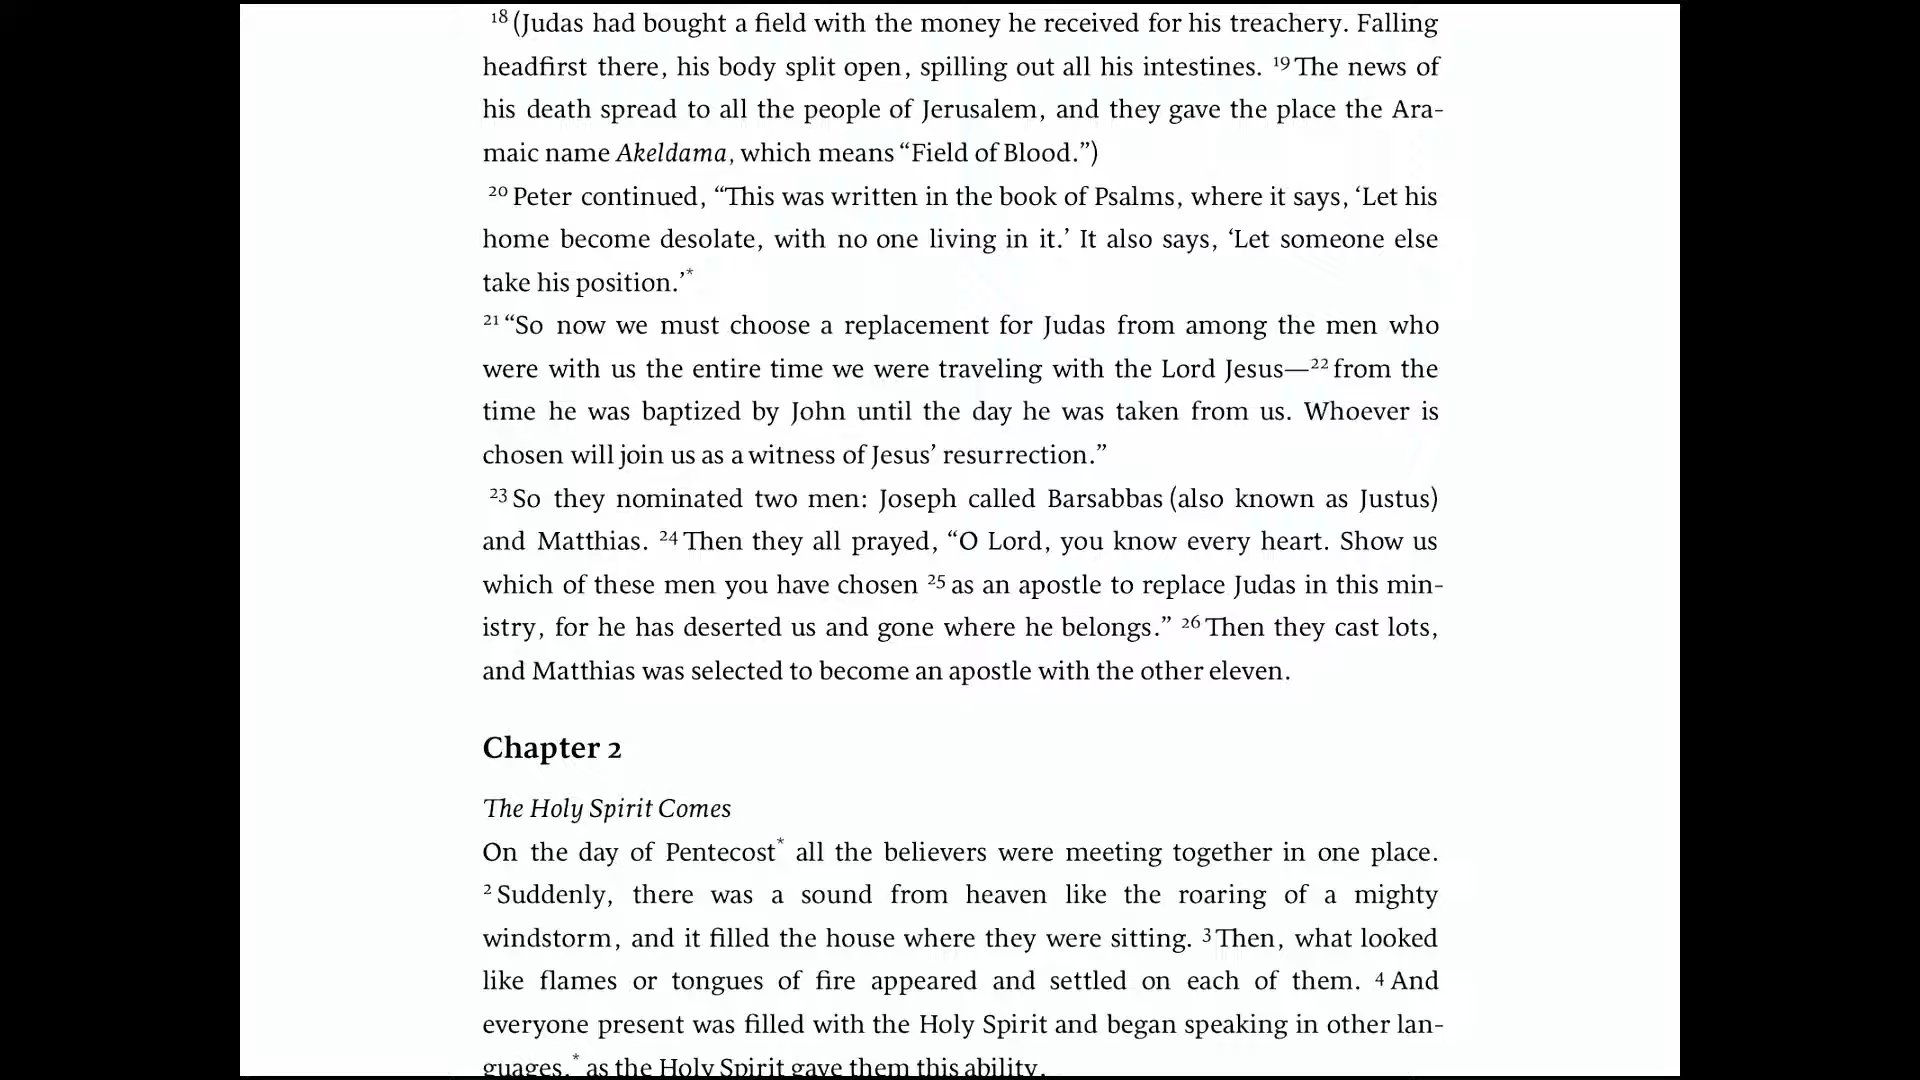 18 (Judas had bought a field with the money he received for his treachery. Falling
headfirst there, his body split open, spilling out all his intestines. 19 The news of
his death spread to all the people of Jerusalem, and they gave the place the Ara-
maic name Akeldama, which means “Field of Blood.”)
20 Peter continued, “This was written in the book of Psalms, where it says, ‘Let his
home become desolate, with no one living in it.’ It also says, ‘Let someone else
take his position.’*
21 “So now we must choose a replacement for Judas from among the men who
were with us the entire time we were traveling with the Lord Jesus—22 from the
time he was baptized by John until the day he was taken from us. Whoever is
chosen will join us as a witness of Jesus’ resurrection.”
23 So they nominated two men: Joseph called Barsabbas (also known as Justus)
and Matthias. 24 Then they all prayed, “O Lord, you know every heart. Show us
which of these men you have chosen 25 as an apostle to replace Judas in this min-
istry, for he has deserted us and gone where he belongs.” 26 Then they cast lots,
and Matthias was selected to become an apostle with the other eleven.
Chapter 2
The Holy Spirit Comes
On the day of Pentecost* all the believers were meeting together in one place.
2 Suddenly, there was a sound from heaven like the roaring of a mighty
windstorm, and it filled the house where they were sitting. 3 Then, what looked
like flames or tongues of fire appeared and settled on each of them. 4 And
everyone present was filled with the Holy Spirit and began speaking in other lan-
guages,* as the Holy Spirit gave them this ability.